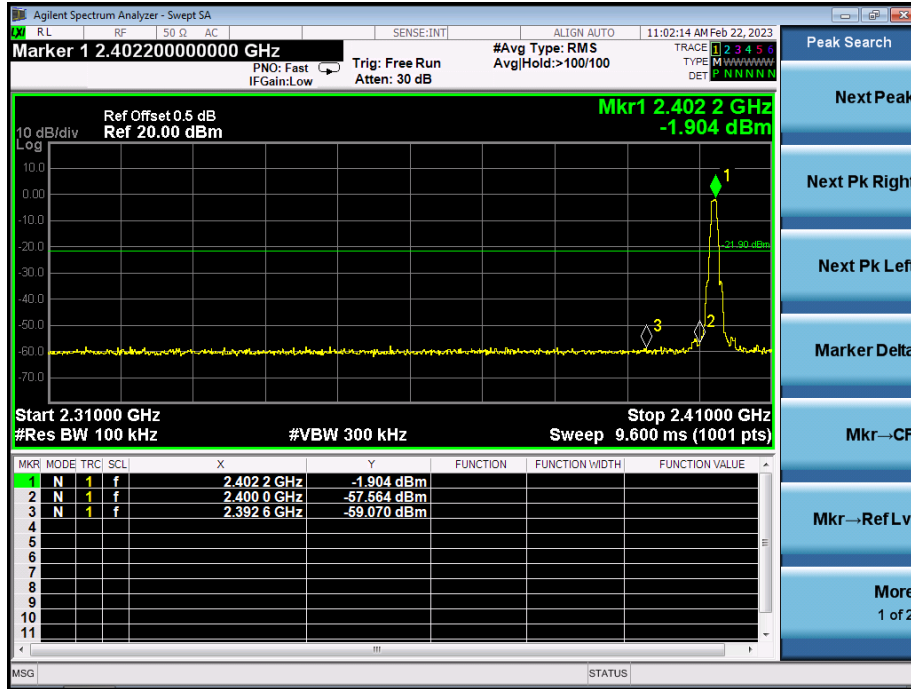 Agilent Spectrum Analyzer - Swept SA
RL RF 50 Ω AC SENSE:INT ALIGN AUTO 11:02:14 AM Feb 22, 2023
Marker 1 2.402200000000 GHz
PNO: Fast
IFGain:Low
Trig: Free Run
Atten: 30 dB
#Avg Type: RMS
Avg|Hold:>100/100
TRACE 1 2 3 4 5 6
TYPE M WWWWW
DET P N N N N N
Peak Search
Next Peak
Next Pk Right
Next Pk Left
Marker Delta
Mkr→CF
Mkr→Ref Lv
More
1 of 2
Mkr1 2.402 2 GHz
-1.904 dBm
Ref Offset 0.5 dB
10 dB/div Ref 20.00 dBm
Log
10.0
0.00
-10.0
-20.0
-30.0
-40.0
-50.0
-60.0
-70.0
1
-21.90 dBm
3
2
Start 2.31000 GHz Stop 2.41000 GHz
#Res BW 100 kHz #VBW 300 kHz Sweep 9.600 ms (1001 pts)
MKR MODE TRC SCL X Y FUNCTION FUNCTION WIDTH FUNCTION VALUE
1 N 1 f 2.402 2 GHz -1.904 dBm
2 N 1 f 2.400 0 GHz -57.564 dBm
3 N 1 f 2.392 6 GHz -59.070 dBm
4
5
6
7
8
9
10
11
MSG STATUS